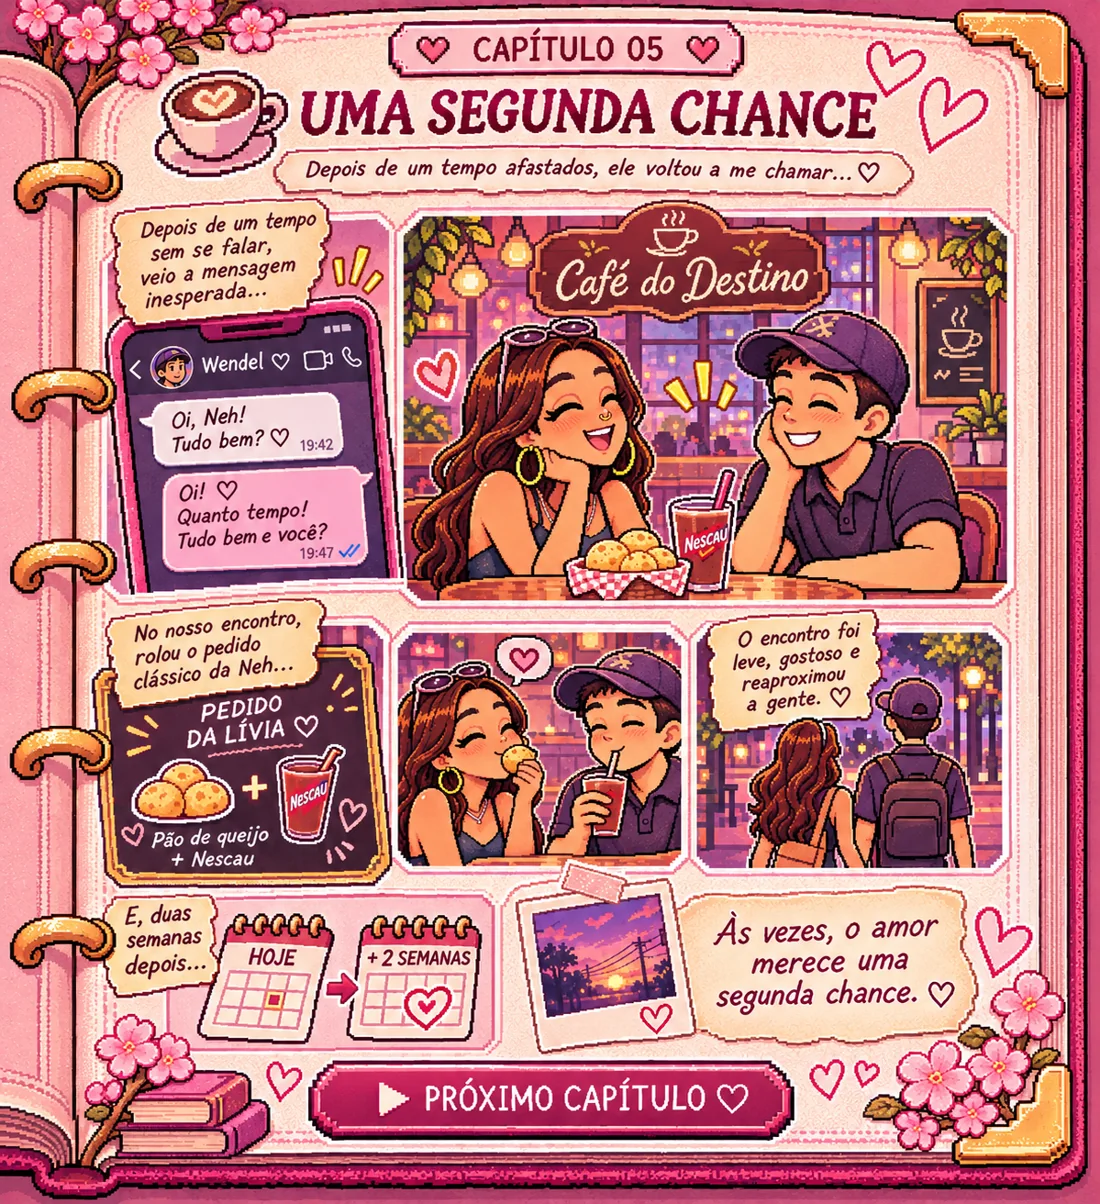 CAPÍTULO 05
UMA SEGUNDA CHANCE
Depois de um tempo afastados, ele voltou a me chamar... ♡
Depois de um tempo
sem se falar,
veio a mensagem
inesperada...
Wendel ♡
Oi, Neh!
Tudo bem? ♡ 19:42
Oi! ♡
Quanto tempo!
Tudo bem e você?
19:47
Café do Destino
NESCAU
No nosso encontro,
rolou o pedido
clássico da Neh...
PEDIDO
DA LÍVIA ♡
NESCAU
Pão de queijo
+ Nescau
O encontro foi
leve, gostoso e
reaproximou
a gente. ♡
E, duas
semanas
depois...
HOJE
+ 2 SEMANAS
Às vezes, o amor
merece uma
segunda chance. ♡
PRÓXIMO CAPÍTULO ♡